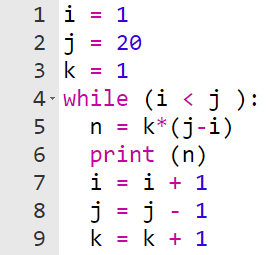 1 i = 1
2 j = 20
3 k = 1
4 while (i < j ):
5   n = k*(j-i)
6   print (n)
7   i = i + 1
8   j = j - 1
9   k = k + 1